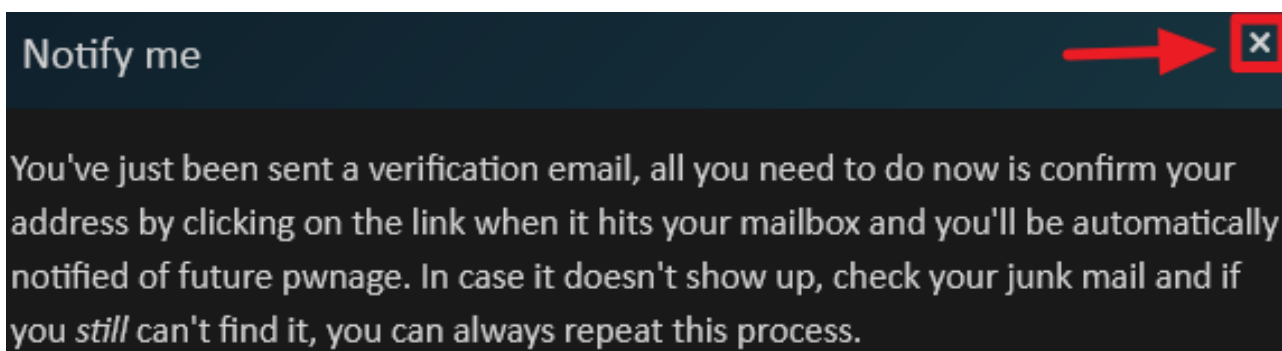 Notify me
You've just been sent a verification email, all you need to do now is confirm your
address by clicking on the link when it hits your mailbox and you'll be automatically
notified of future pwnage. In case it doesn't show up, check your junk mail and if
you still can't find it, you can always repeat this process.